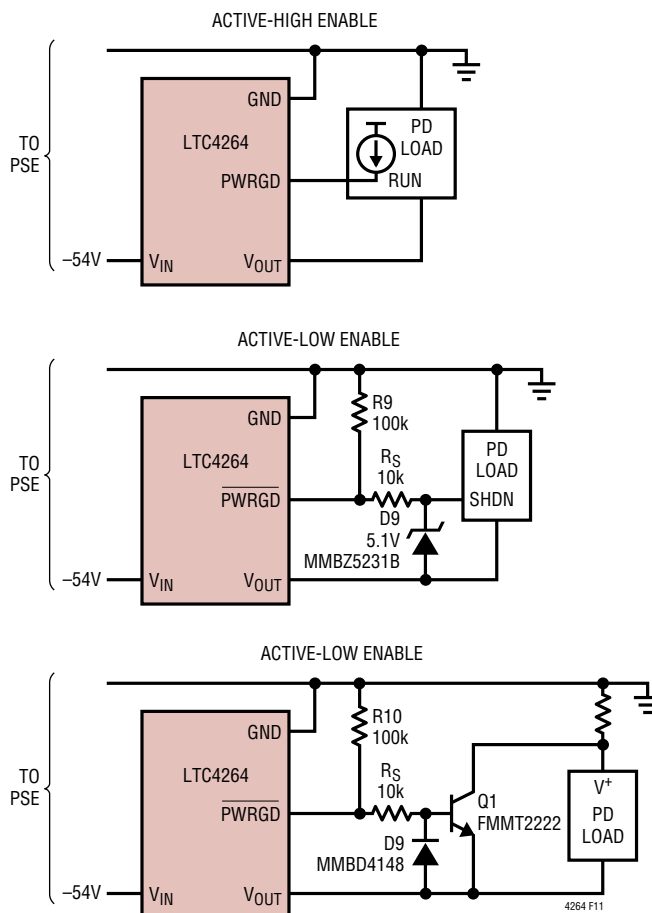 ACTIVE-HIGH ENABLE
GND
LTC4264
TO
PSE
PD
LOAD
PWRGD
RUN
–54V
VIN
VOUT
ACTIVE-LOW ENABLE
GND
R9
100k
LTC4264
TO
PSE
RS
10k
PD
LOAD
PWRGD
SHDN
D9
5.1V
MMBZ5231B
–54V
VIN
VOUT
ACTIVE-LOW ENABLE
GND
R10
100k
LTC4264
TO
PSE
RS
10k
V+
PD
LOAD
PWRGD
Q1
FMMT2222
D9
MMBD4148
–54V
VIN
VOUT
4264 F11